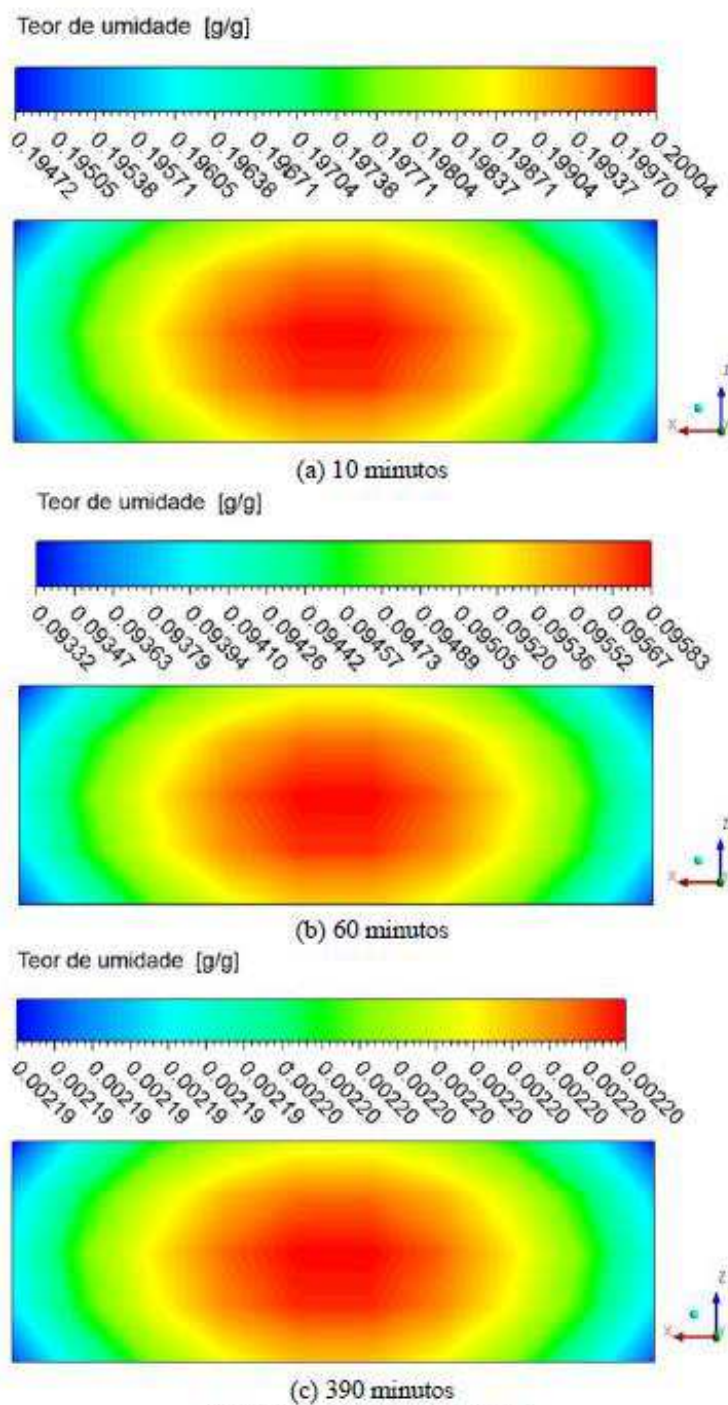 Teor de umidade [g/g]
0.19472 0.19505 0.19538 0.19571 0.19605 0.19638 0.19671 0.19704 0.19738 0.19771 0.19804 0.19837 0.19871 0.19904 0.19937 0.19970 0.20004
X
(a) 10 minutos
Teor de umidade [g/g]
0.09332 0.09347 0.09363 0.09379 0.09394 0.09410 0.09426 0.09442 0.09457 0.09473 0.09489 0.09505 0.09520 0.09536 0.09552 0.09567 0.09583
X
(b) 60 minutos
Teor de umidade [g/g]
0.00219 0.00219 0.00219 0.00219 0.00219 0.00219 0.00219 0.00220 0.00220 0.00220 0.00220 0.00220 0.00220 0.00220 0.00220 0.00220 0.00220
Z
X
(c) 390 minutos